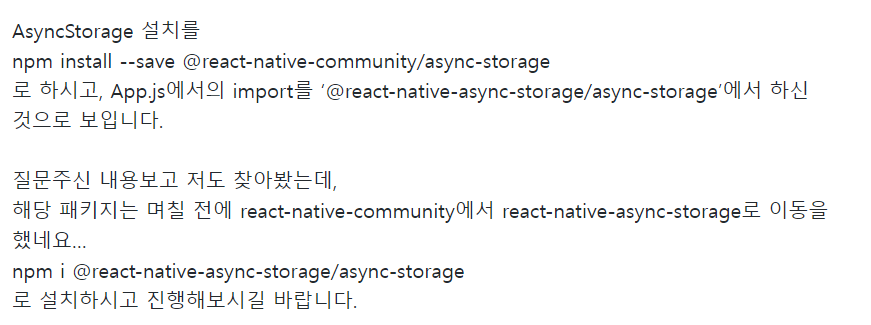 AsyncStorage 설치를
npm install --save @react-native-community/async-storage
로 하시고, App.js에서의 import를 '@react-native-async-storage/async-storage'에서 하신
것으로 보입니다.
질문주신 내용보고 저도 찾아봤는데,
해당 패키지는 며칠 전에 react-native-community에서 react-native-async-storage로 이동을
했네요...
npm i @react-native-async-storage/async-storage
로 설치하시고 진행해보시길 바랍니다.